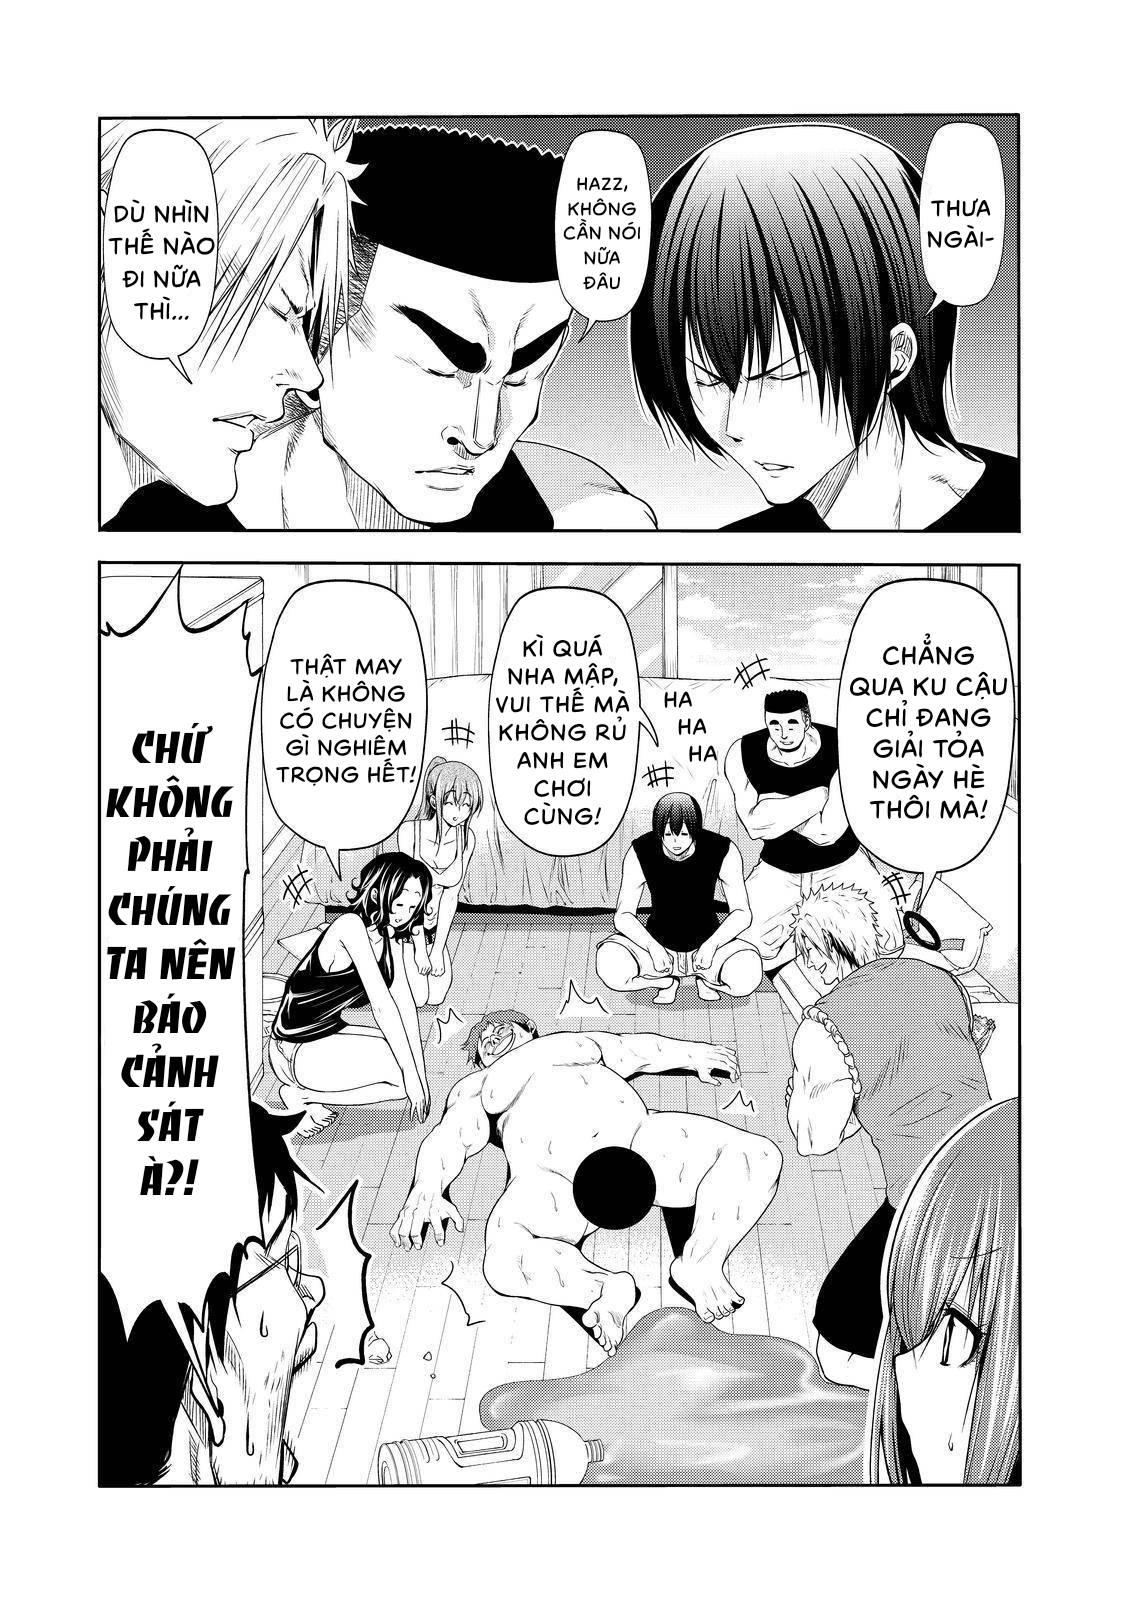 THƯA
NGÀI-
HAZZ,
KHÔNG
CẦN NÓI
NỮA
ĐÂU
DÙ NHÌN
THẾ NÀO
ĐI NỮA
THÌ...
CHẲNG
QUA KU CẬU
CHỈ ĐANG
GIẢI TỎA
NGÀY HÈ
THÔI MÀ!
HA
HA
HA
KÌ QUÁ
NHA MẬP,
VUI THẾ MÀ
KHÔNG RỦ
ANH EM
CHƠI
CÙNG!
THẬT MAY
LÀ KHÔNG
CÓ CHUYỆN
GÌ NGHIÊM
TRỌNG HẾT!
CHỨ
KHÔNG
PHẢI
CHÚNG
TA NÊN
BÁO
CẢNH
SÁT
À?!